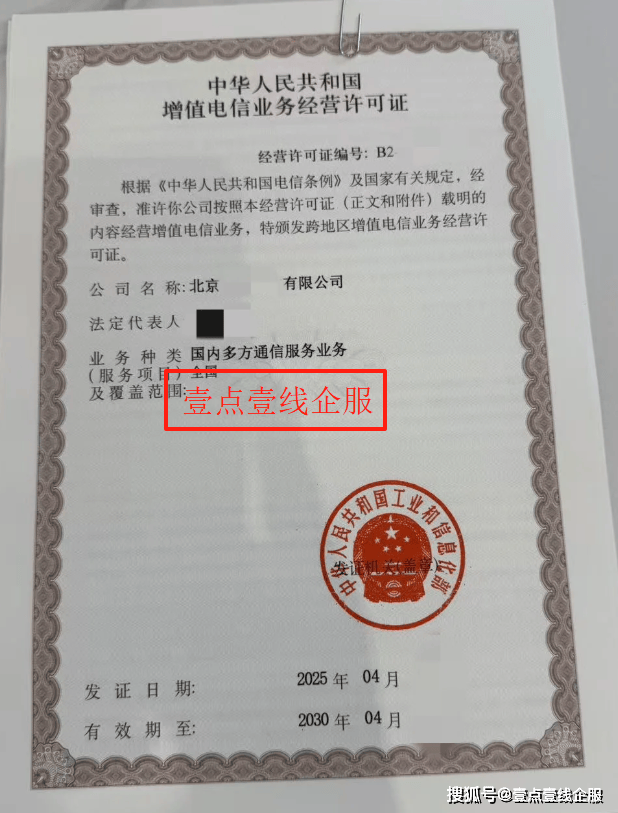 中华人民共和国
增值电信业务经营许可证
经营许可证编号: B2
根据《中华人民共和国电信条例》及国家有关规定，经
审查，准许你公司按照本经营许可证（正文和附件）载明的
内容经营增值电信业务，特颁发跨地区增值电信业务经营许
可证。
公司名称: 北京 有限公司
法定代表人
业务种类 国内多方通信服务业务
(服务项目) 全国
及覆盖范围:
壹点壹线企服
中华人民共和国工业和信息化部
发证机关(盖章)
发证日期: 2025 年 04 月
有效期至: 2030 年 04 月
搜狐号@壹点壹线企服